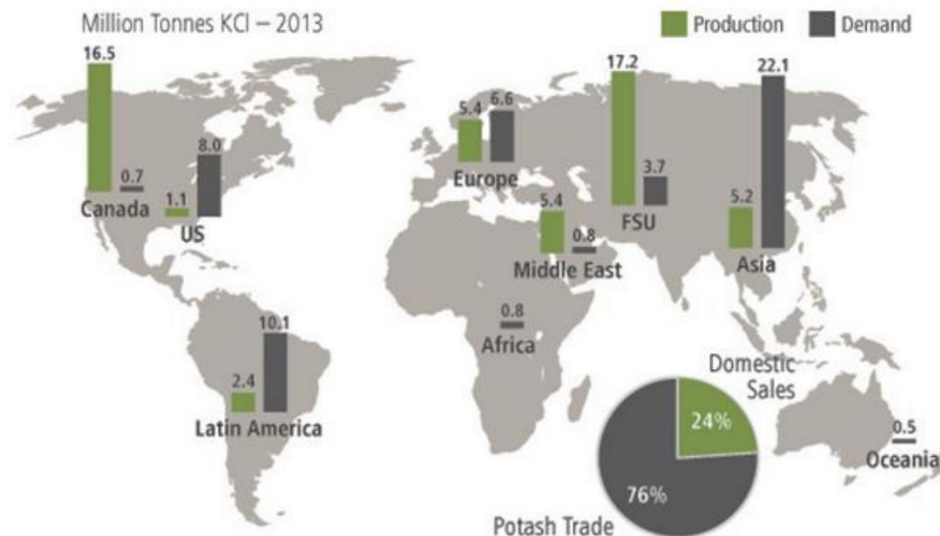 Million Tonnes KCl – 2013
Production
Demand
16.5
0.7
Canada
1.1
8.0
US
5.4
6.6
Europe
17.2
3.7
FSU
5.2
22.1
Asia
5.4
0.8
Middle East
0.8
Africa
2.4
10.1
Latin America
0.5
Oceania
Domestic
Sales
24%
76%
Potash Trade